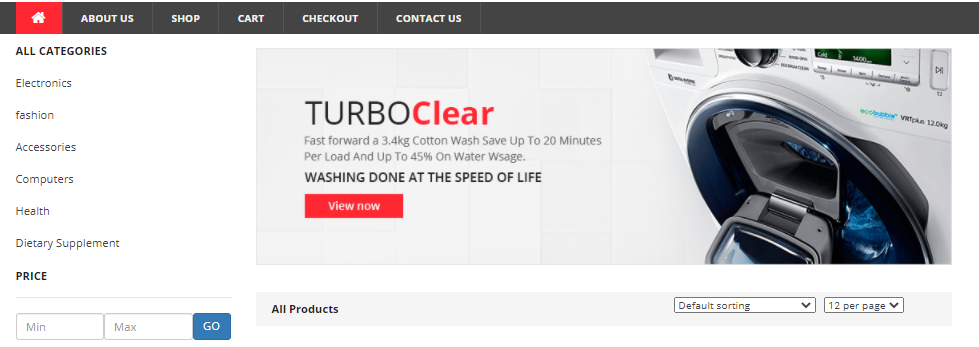 ABOUT US
SHOP
CART
CHECKOUT
CONTACT US
ALL CATEGORIES
Electronics
fashion
Accessories
Computers
Health
Dietary Supplement
PRICE
Min
Max
GO
TURBOClear
Fast forward a 3.4kg Cotton Wash Save Up To 20 Minutes
Per Load And Up To 45% On Water Wsage.
WASHING DONE AT THE SPEED OF LIFE
View now
ecobubble VRTplus 12.0kg
All Products
Default sorting
12 per page